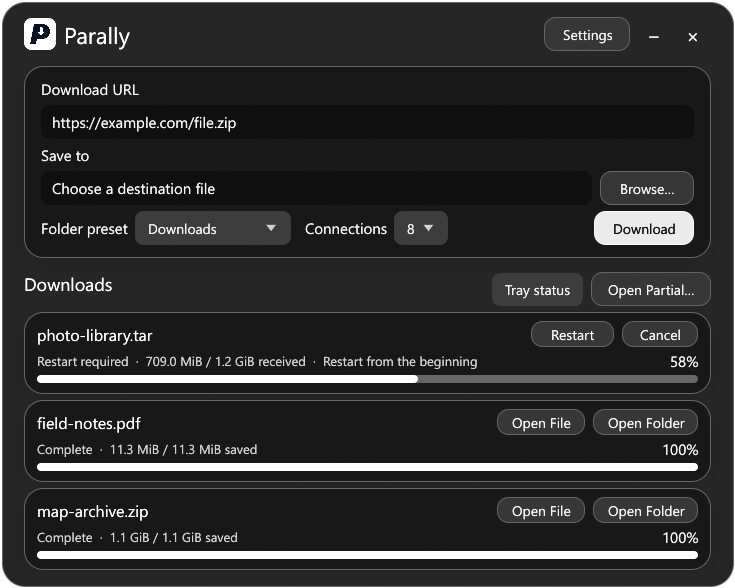 Parally
Settings
Download URL
https://example.com/file.zip
Save to
Choose a destination file
Browse...
Folder preset
Downloads
Connections
8
Download
Downloads
Tray status
Open Partial...
photo-library.tar
Restart
Cancel
Restart required · 709.0 MiB / 1.2 GiB received · Restart from the beginning
58%
field-notes.pdf
Open File
Open Folder
Complete · 11.3 MiB / 11.3 MiB saved
100%
map-archive.zip
Open File
Open Folder
Complete · 1.1 GiB / 1.1 GiB saved
100%